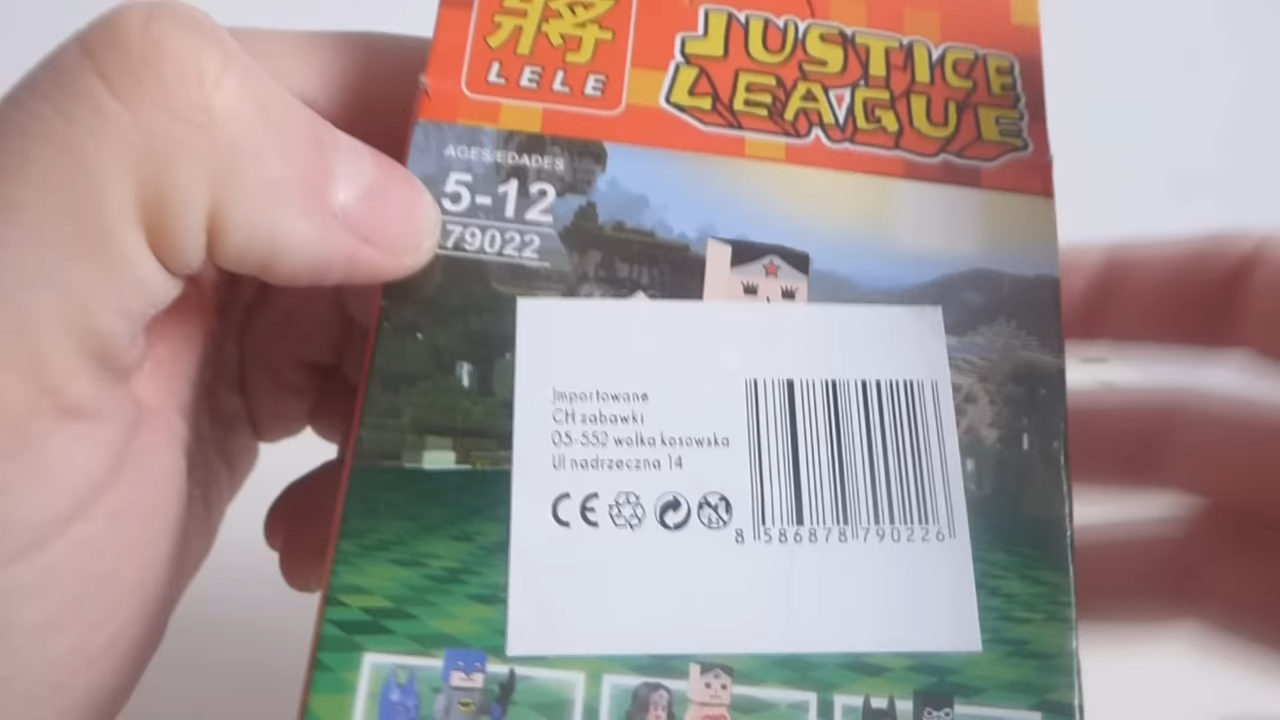 將
LELE
JUSTICE
LEAGUE
AGES/EDADES
5-12
79022
Importowane
CH zabawki
05-552 wolka kosowska
Ul nadrzeczna 14
CE
8 586878 790226